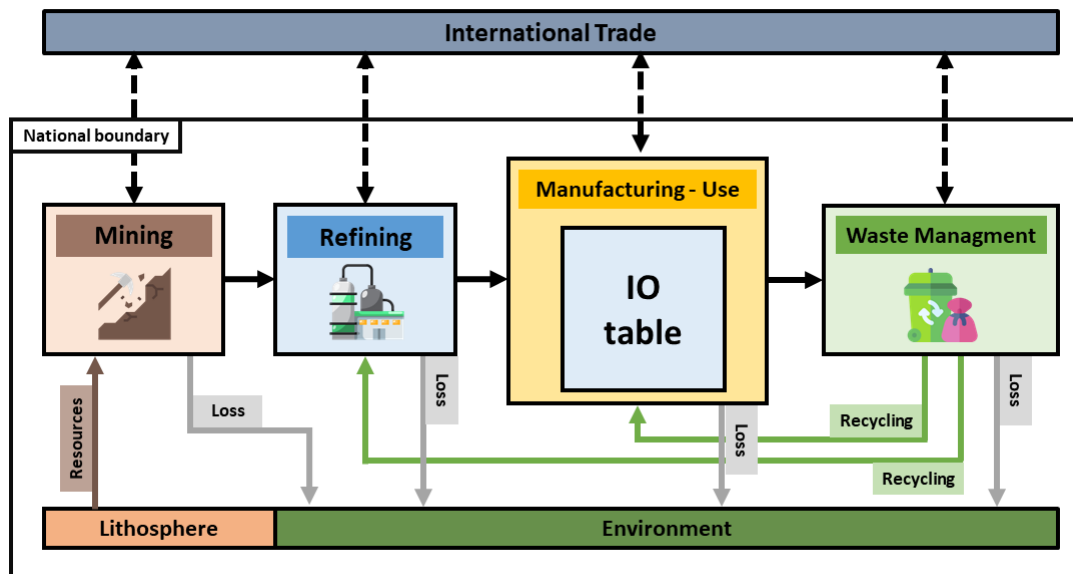 International Trade
National boundary
Mining
Refining
Manufacturing - Use
IO
table
Waste Managment
Resources
Loss
Loss
Loss
Recycling
Recycling
Loss
Lithosphere
Environment